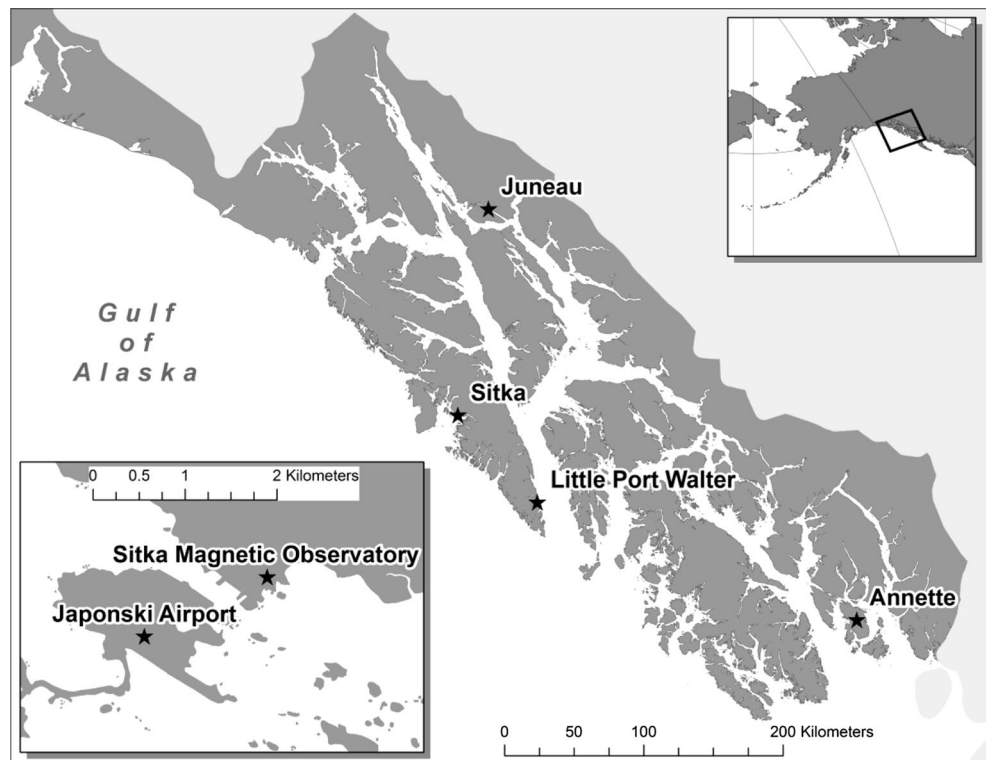 Juneau
Gulf
of
Alaska
Sitka
Little Port Walter
Annette
0 0.5 1 2 Kilometers
Sitka Magnetic Observatory
Japonski Airport
0 50 100 200 Kilometers